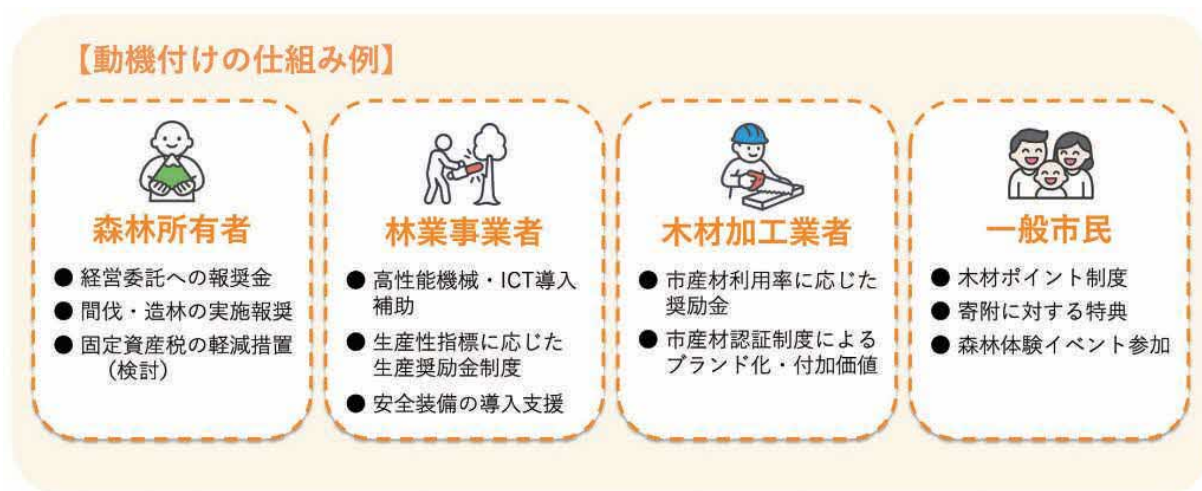 【動機付けの仕組み例】
森林所有者
● 経営委託への報奨金
● 間伐・造林の実施報奨
● 固定資産税の軽減措置
（検討）
林業事業者
● 高性能機械・ICT導入
補助
● 生産性指標に応じた
生産奨励金制度
● 安全装備の導入支援
木材加工業者
● 市産材利用率に応じた
奨励金
● 市産材認証制度による
ブランド化・付加価値
一般市民
● 木材ポイント制度
● 寄附に対する特典
● 森林体験イベント参加